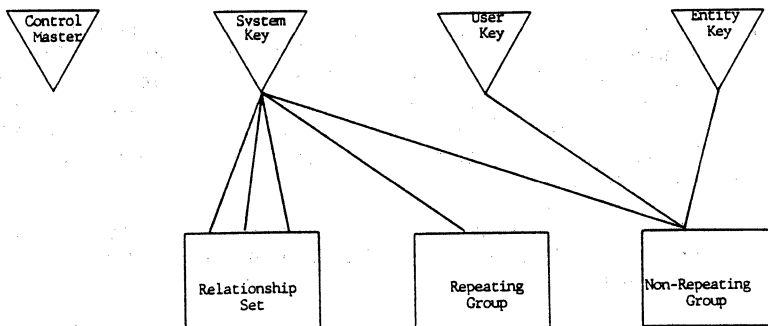 Control
Master
System
Key
User
Key
Entity
Key
Relationship
Set
Repeating
Group
Non-Repeating
Group